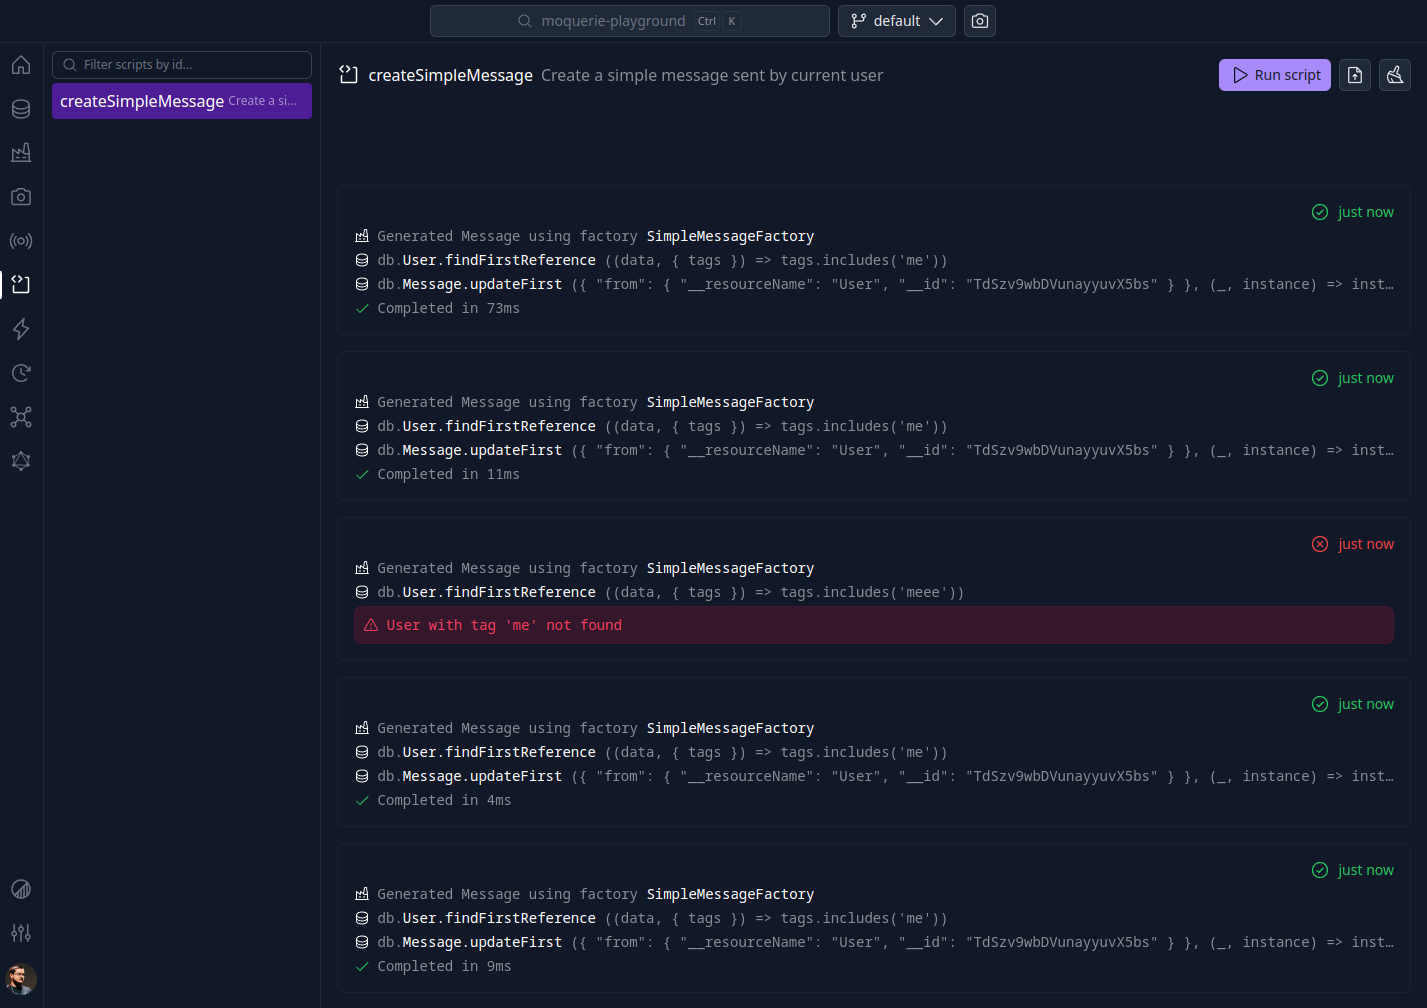 moquerie-playground Ctrl K default
Filter scripts by id...
createSimpleMessage Create a si...
createSimpleMessage Create a simple message sent by current user Run script
just now
Generated Message using factory SimpleMessageFactory
db.User.findFirstReference ((data, { tags }) => tags.includes('me'))
db.Message.updateFirst ({ "from": { "__resourceName": "User", "__id": "TdSzv9wbDVunayyuvX5bs" } }, (_, instance) => inst…
Completed in 73ms
just now
Generated Message using factory SimpleMessageFactory
db.User.findFirstReference ((data, { tags }) => tags.includes('me'))
db.Message.updateFirst ({ "from": { "__resourceName": "User", "__id": "TdSzv9wbDVunayyuvX5bs" } }, (_, instance) => inst…
Completed in 11ms
just now
Generated Message using factory SimpleMessageFactory
db.User.findFirstReference ((data, { tags }) => tags.includes('meee'))
User with tag 'me' not found
just now
Generated Message using factory SimpleMessageFactory
db.User.findFirstReference ((data, { tags }) => tags.includes('me'))
db.Message.updateFirst ({ "from": { "__resourceName": "User", "__id": "TdSzv9wbDVunayyuvX5bs" } }, (_, instance) => inst…
Completed in 4ms
just now
Generated Message using factory SimpleMessageFactory
db.User.findFirstReference ((data, { tags }) => tags.includes('me'))
db.Message.updateFirst ({ "from": { "__resourceName": "User", "__id": "TdSzv9wbDVunayyuvX5bs" } }, (_, instance) => inst…
Completed in 9ms